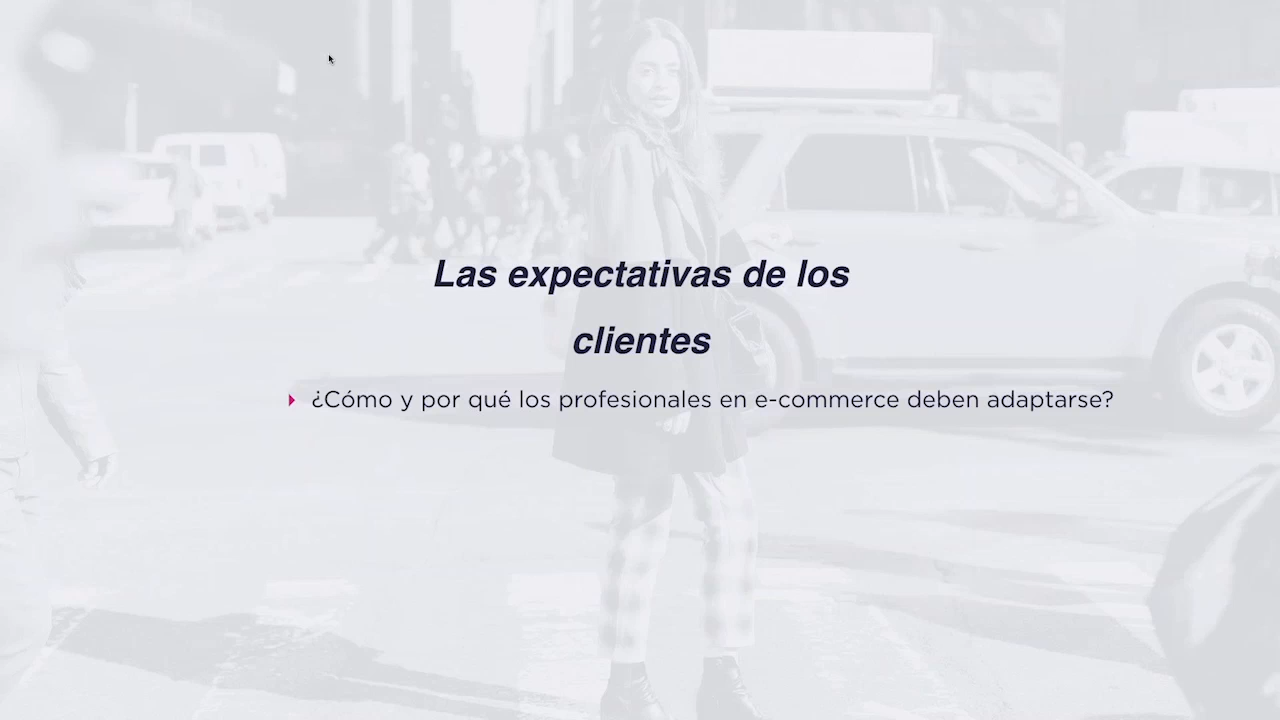 Las expectativas de los
clientes
¿Cómo y por qué los profesionales en e-commerce deben adaptarse?